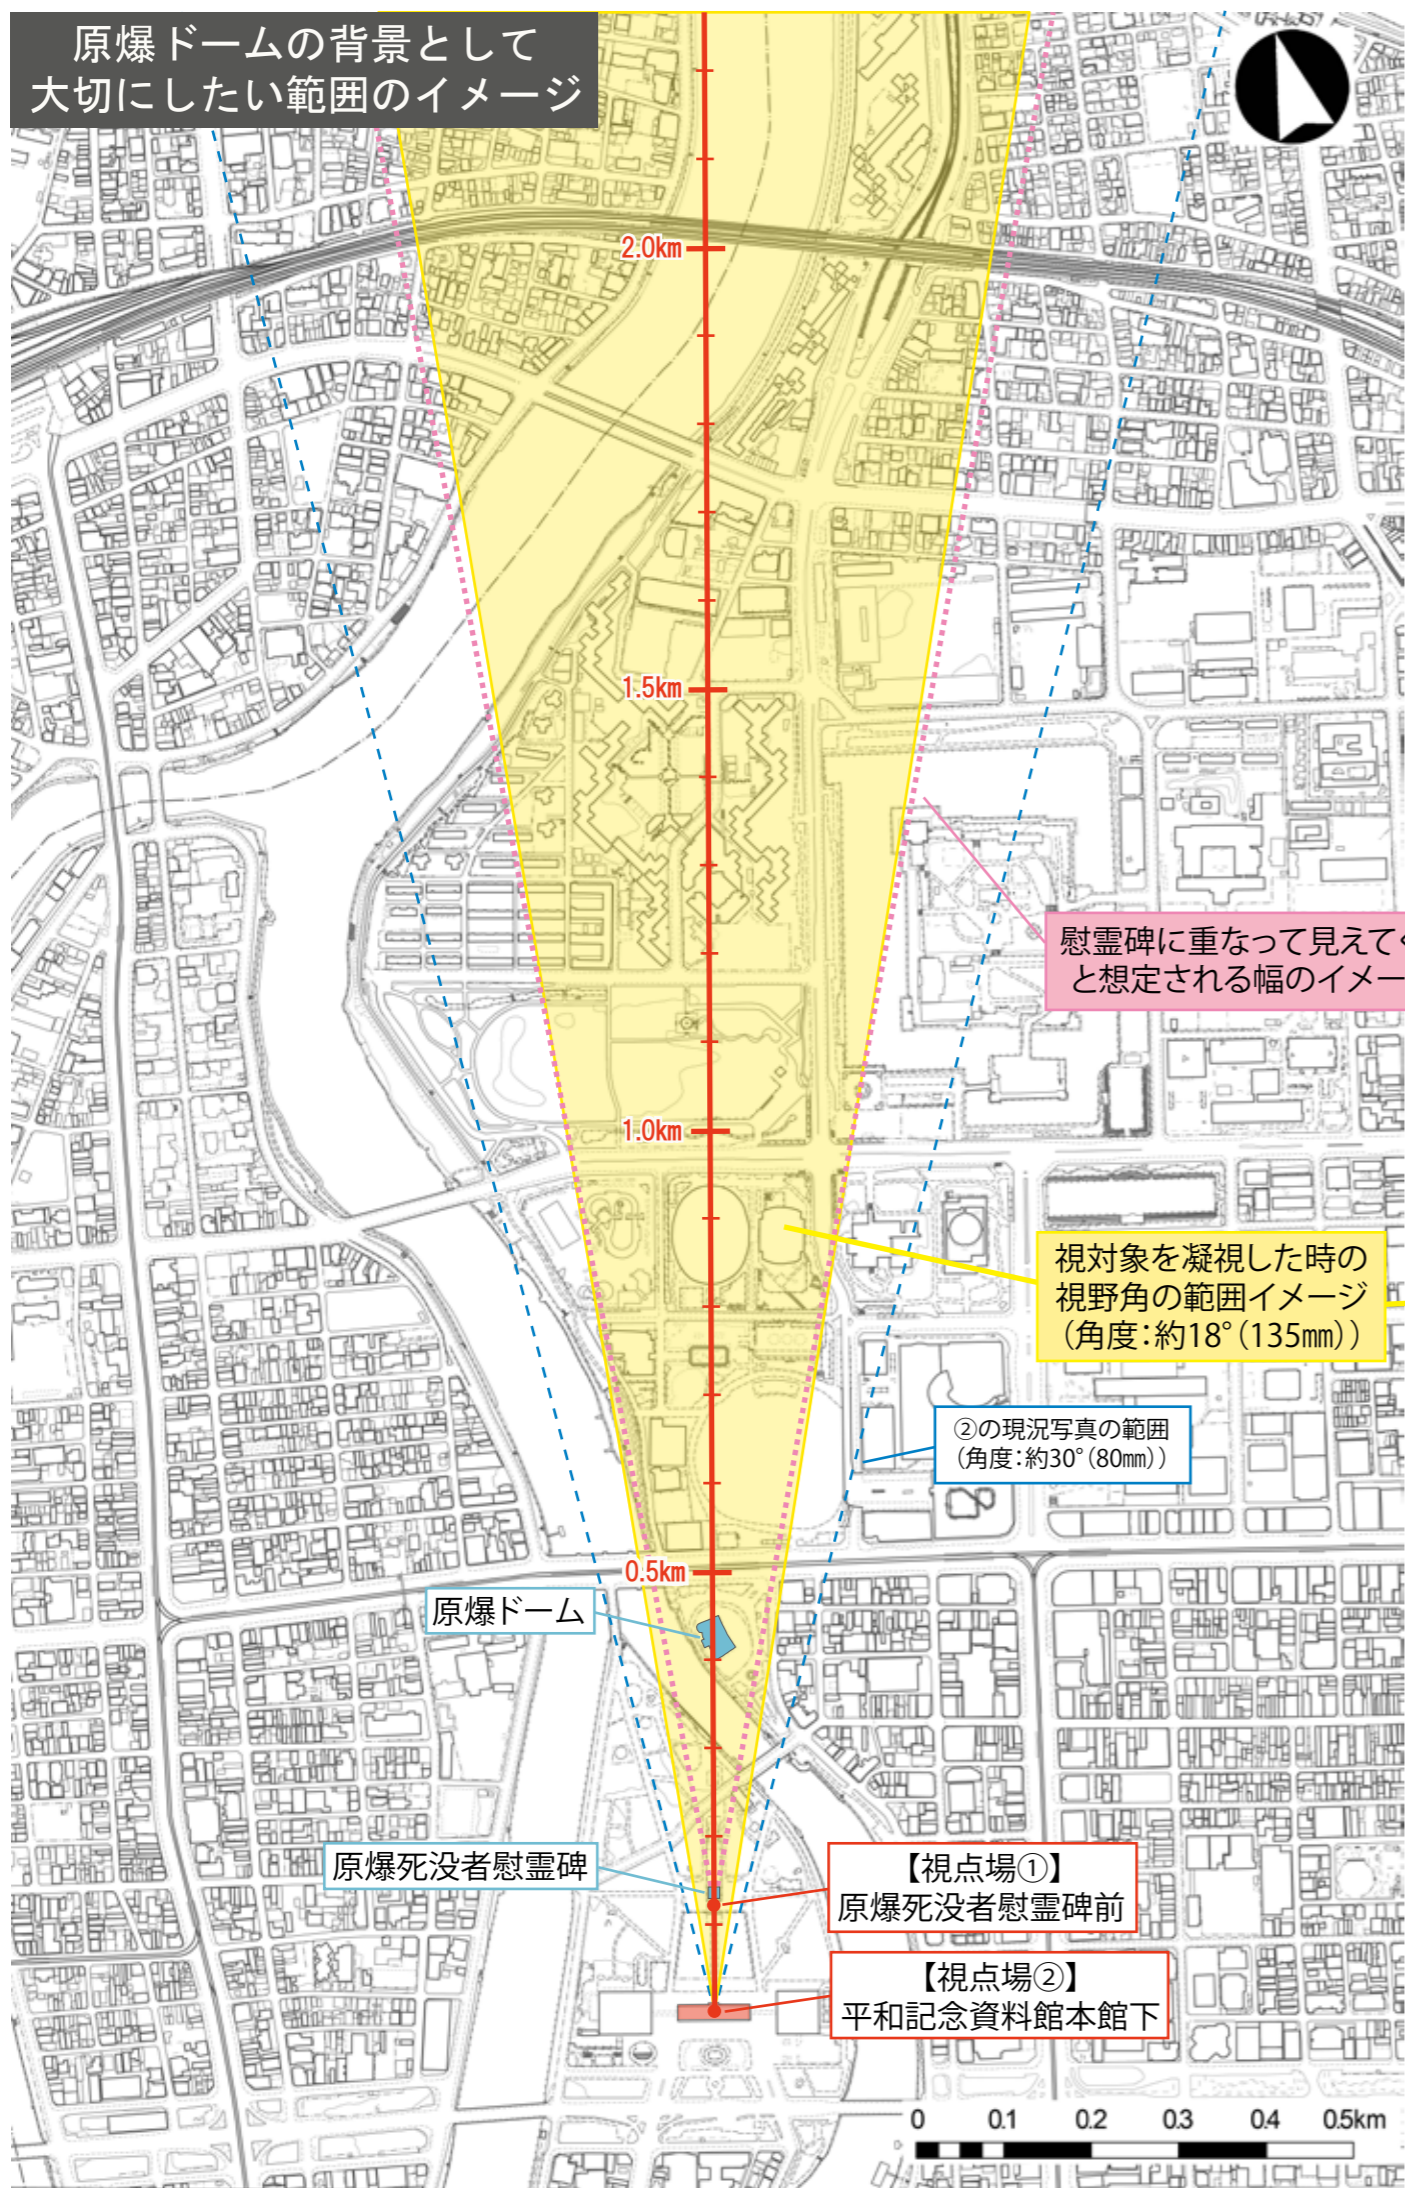 原爆ドームの背景として
大切にしたい範囲のイメージ
2.0km
1.5km
慰霊碑に重なって見えてく
と想定される幅のイメー
1.0km
視対象を凝視した時の
視野角の範囲イメージ
（角度：約18°（135mm））
②の現況写真の範囲
（角度：約30°（80mm））
0.5km
原爆ドーム
原爆死没者慰霊碑
【視点場①】
原爆死没者慰霊碑前
【視点場②】
平和記念資料館本館下
0 0.1 0.2 0.3 0.4 0.5km